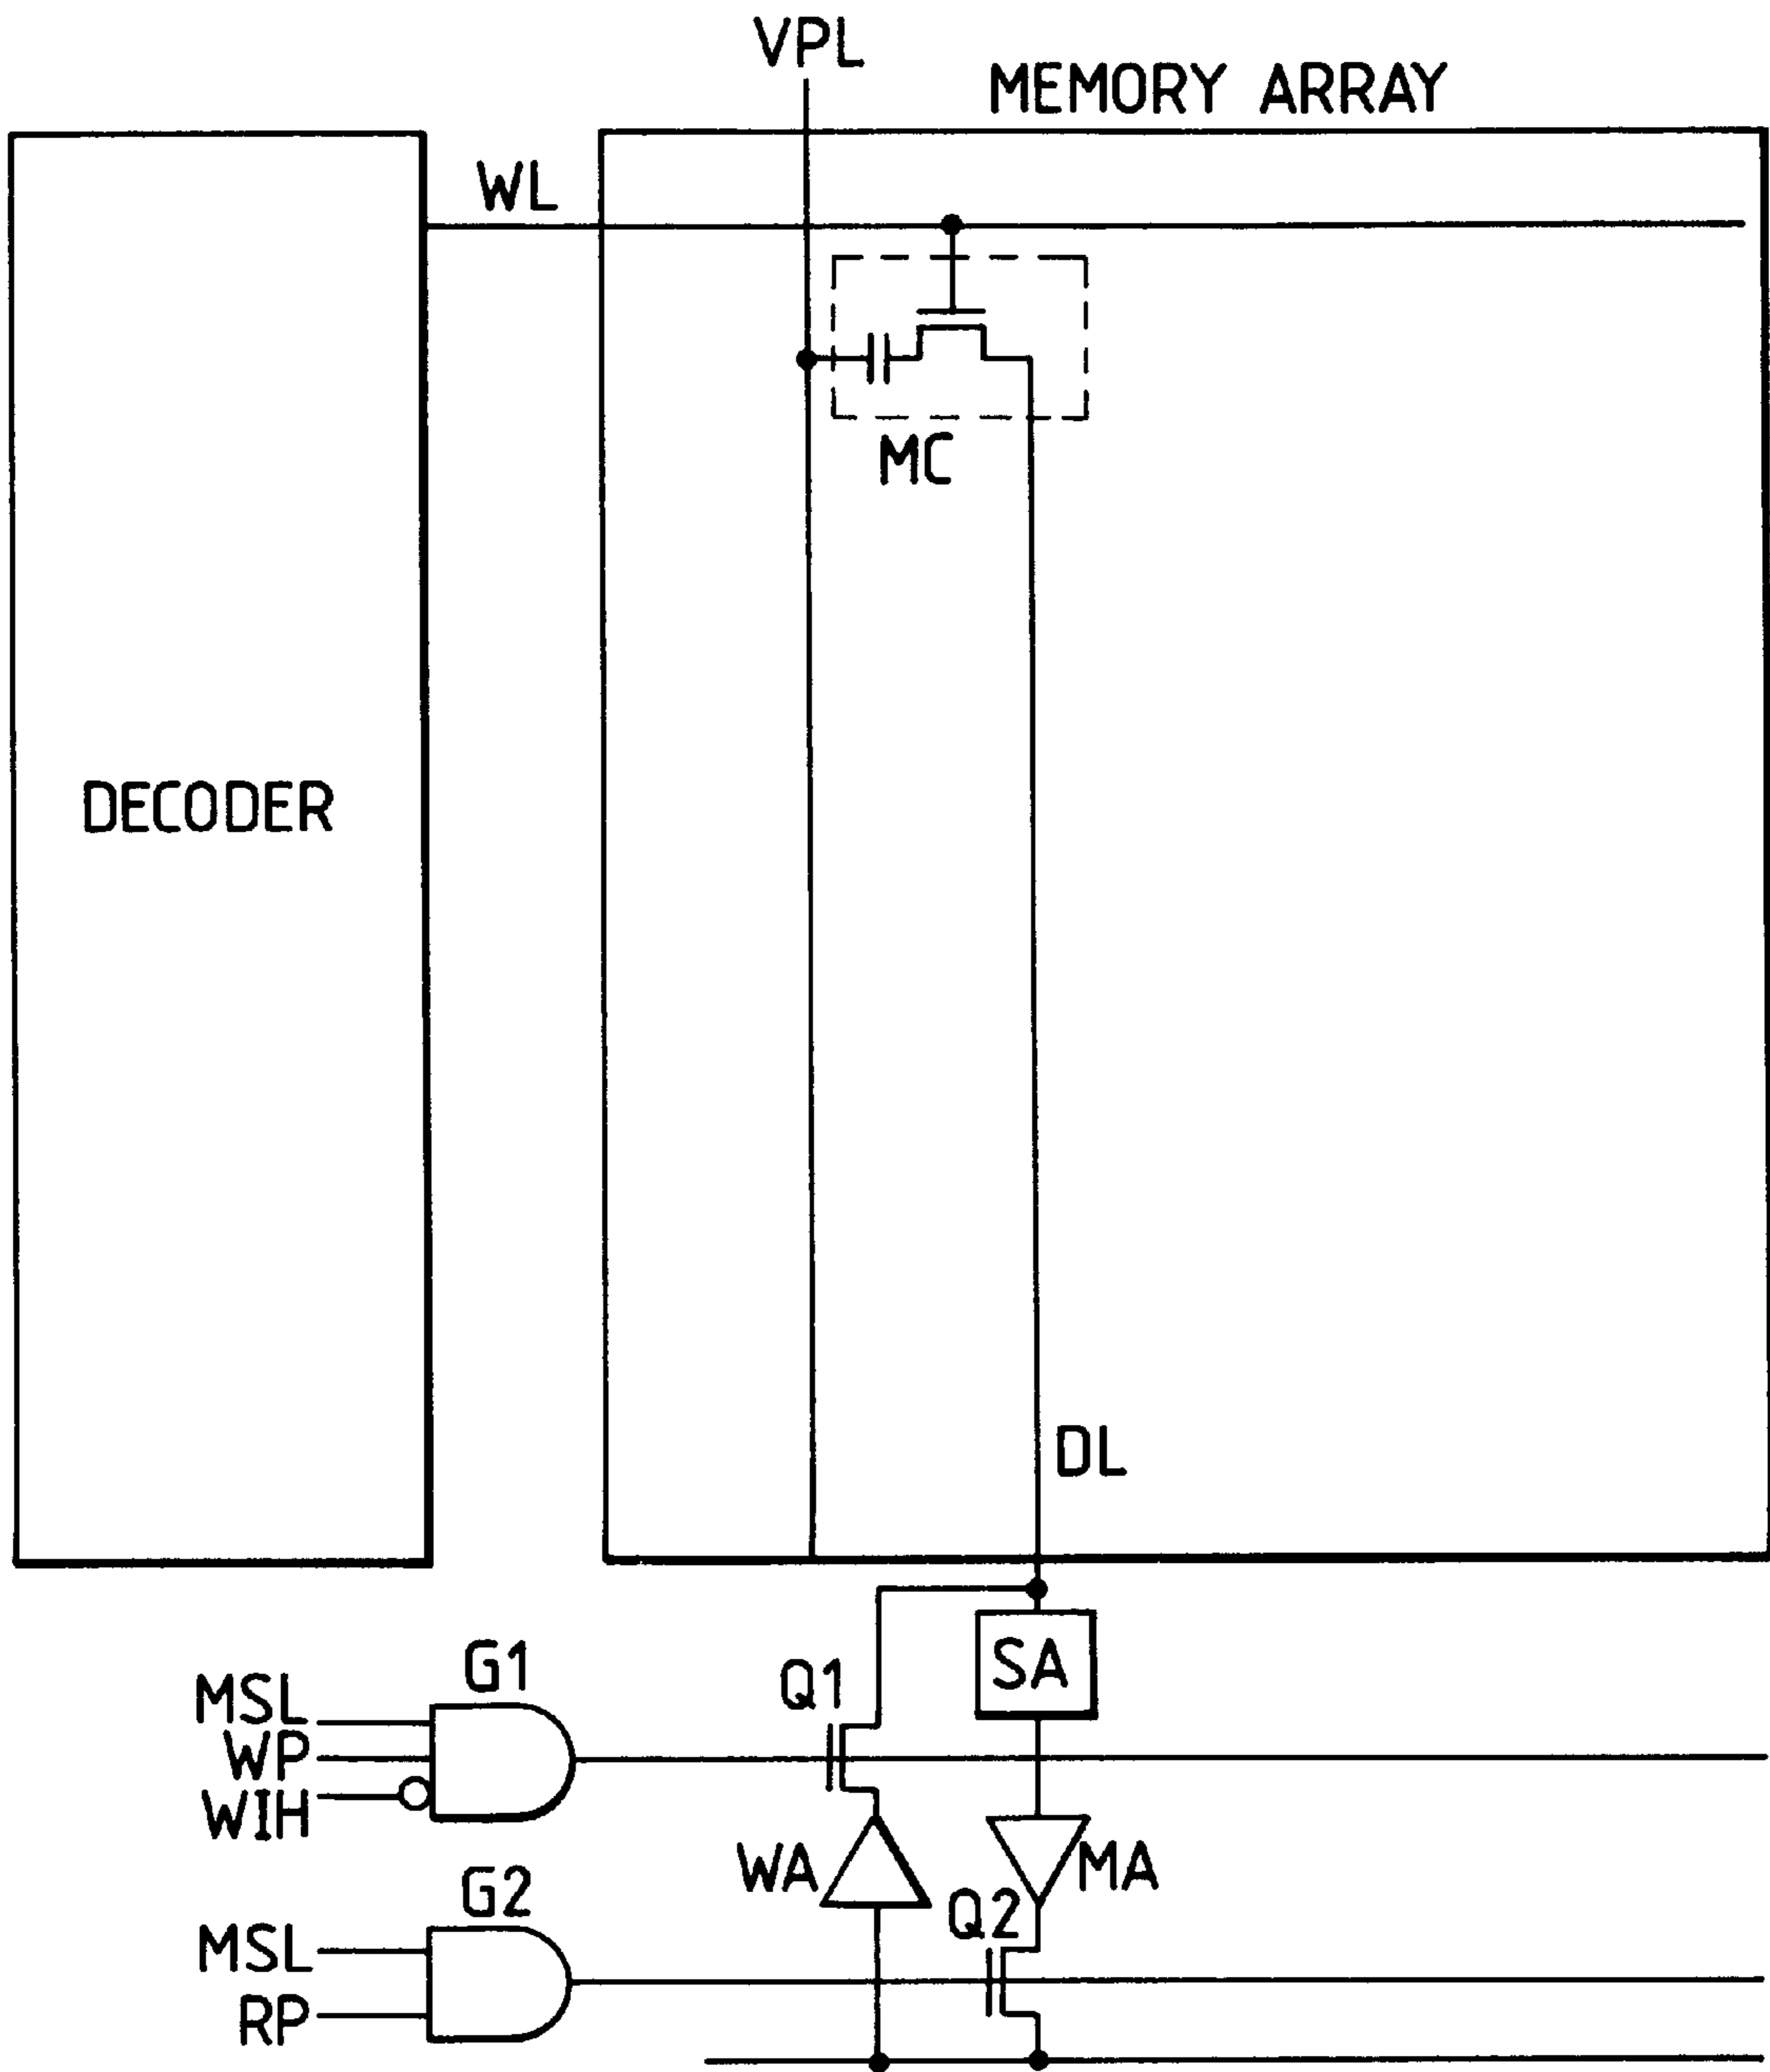 VPL
MEMORY ARRAY
WL
MC
DECODER
DL
G1
Q1
SA
MSL
WP
WIH
WA
MA
G2
Q2
MSL
RP